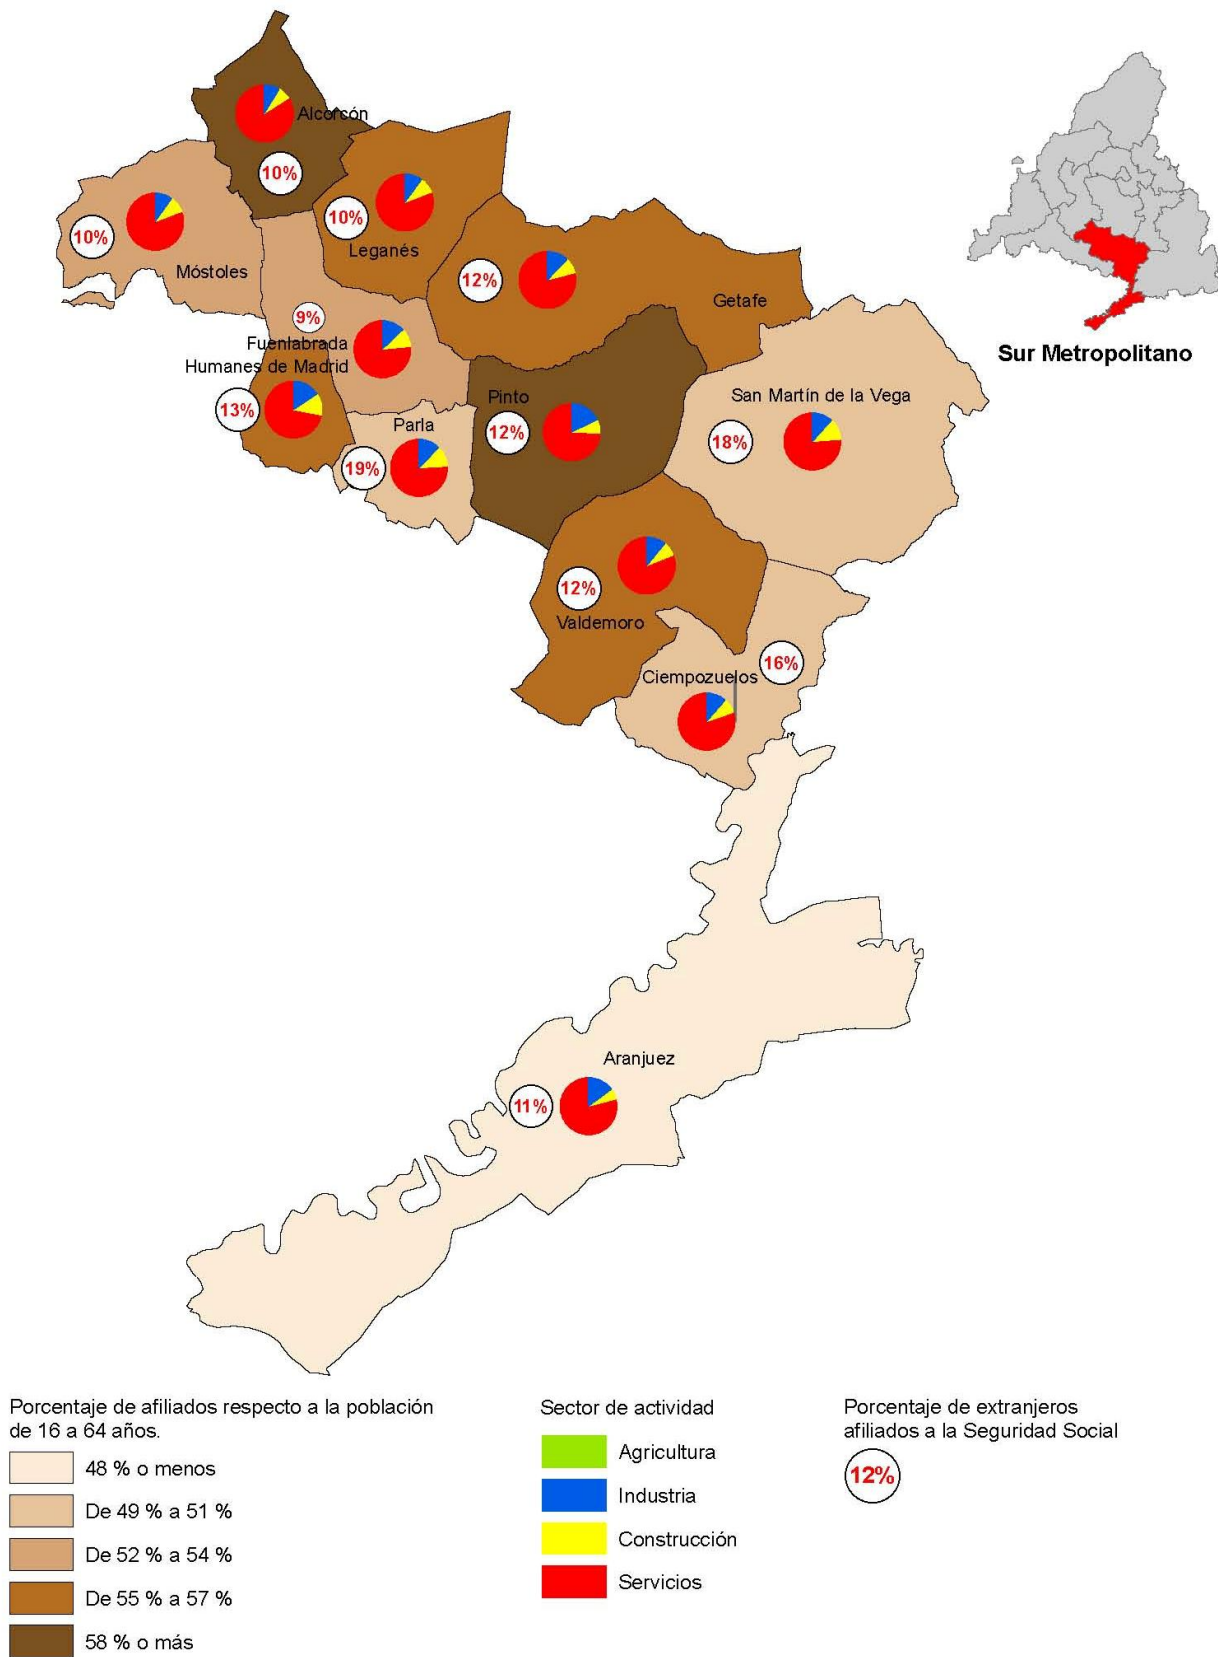 Alcorcón
10%
10%
Móstoles
10%
Leganés
12%
Getafe
Sur Metropolitano
9%
Fuenlabrada
Humanes de Madrid
13%
Parla
19%
Pinto
12%
San Martín de la Vega
18%
12%
Valdemoro
16%
Ciempozuelos
Aranjuez
11%
Porcentaje de afiliados respecto a la población
de 16 a 64 años.
48 % o menos
De 49 % a 51 %
De 52 % a 54 %
De 55 % a 57 %
58 % o más
Sector de actividad
Agricultura
Industria
Construcción
Servicios
Porcentaje de extranjeros
afiliados a la Seguridad Social
12%